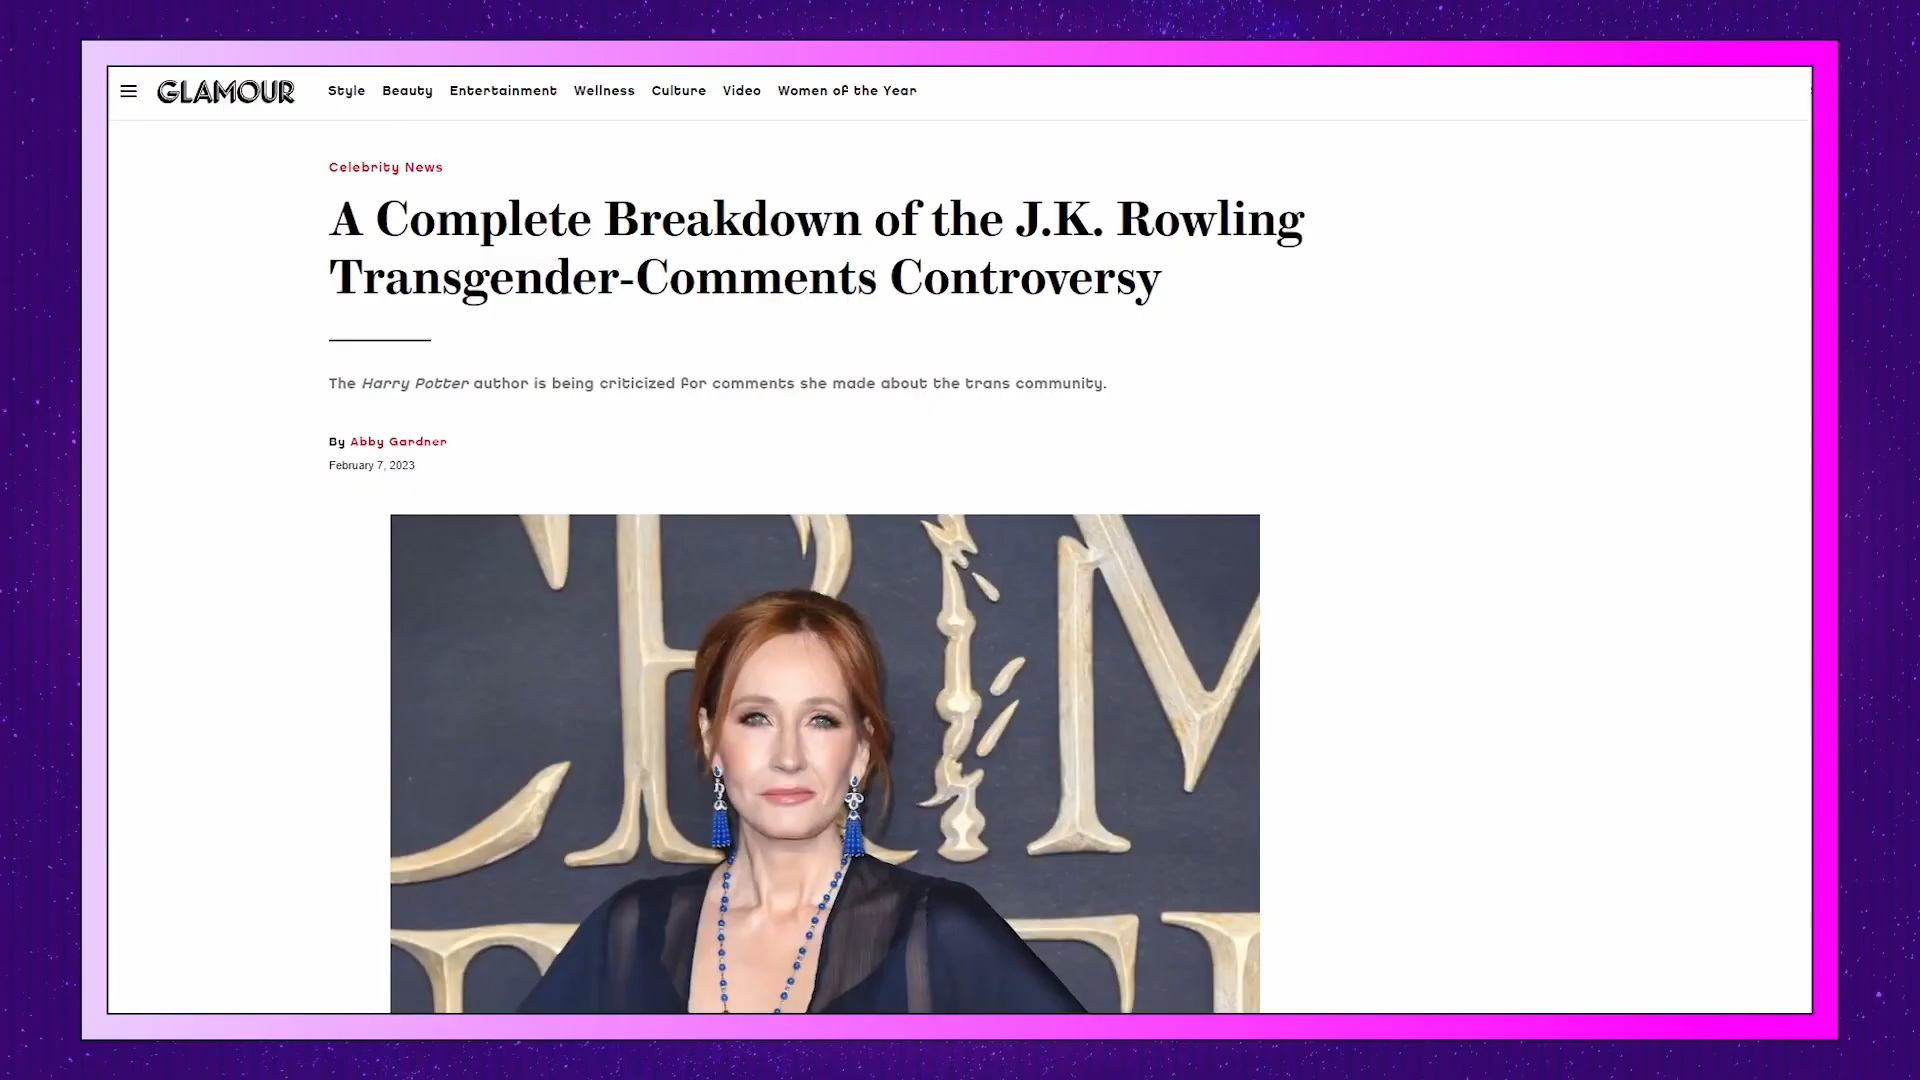 GLAMOUR Style Beauty Entertainment Wellness Culture Video Women of the Year
Celebrity News
A Complete Breakdown of the J.K. Rowling
Transgender-Comments Controversy
The Harry Potter author is being criticized for comments she made about the trans community.
By Abby Gardner
February 7, 2023